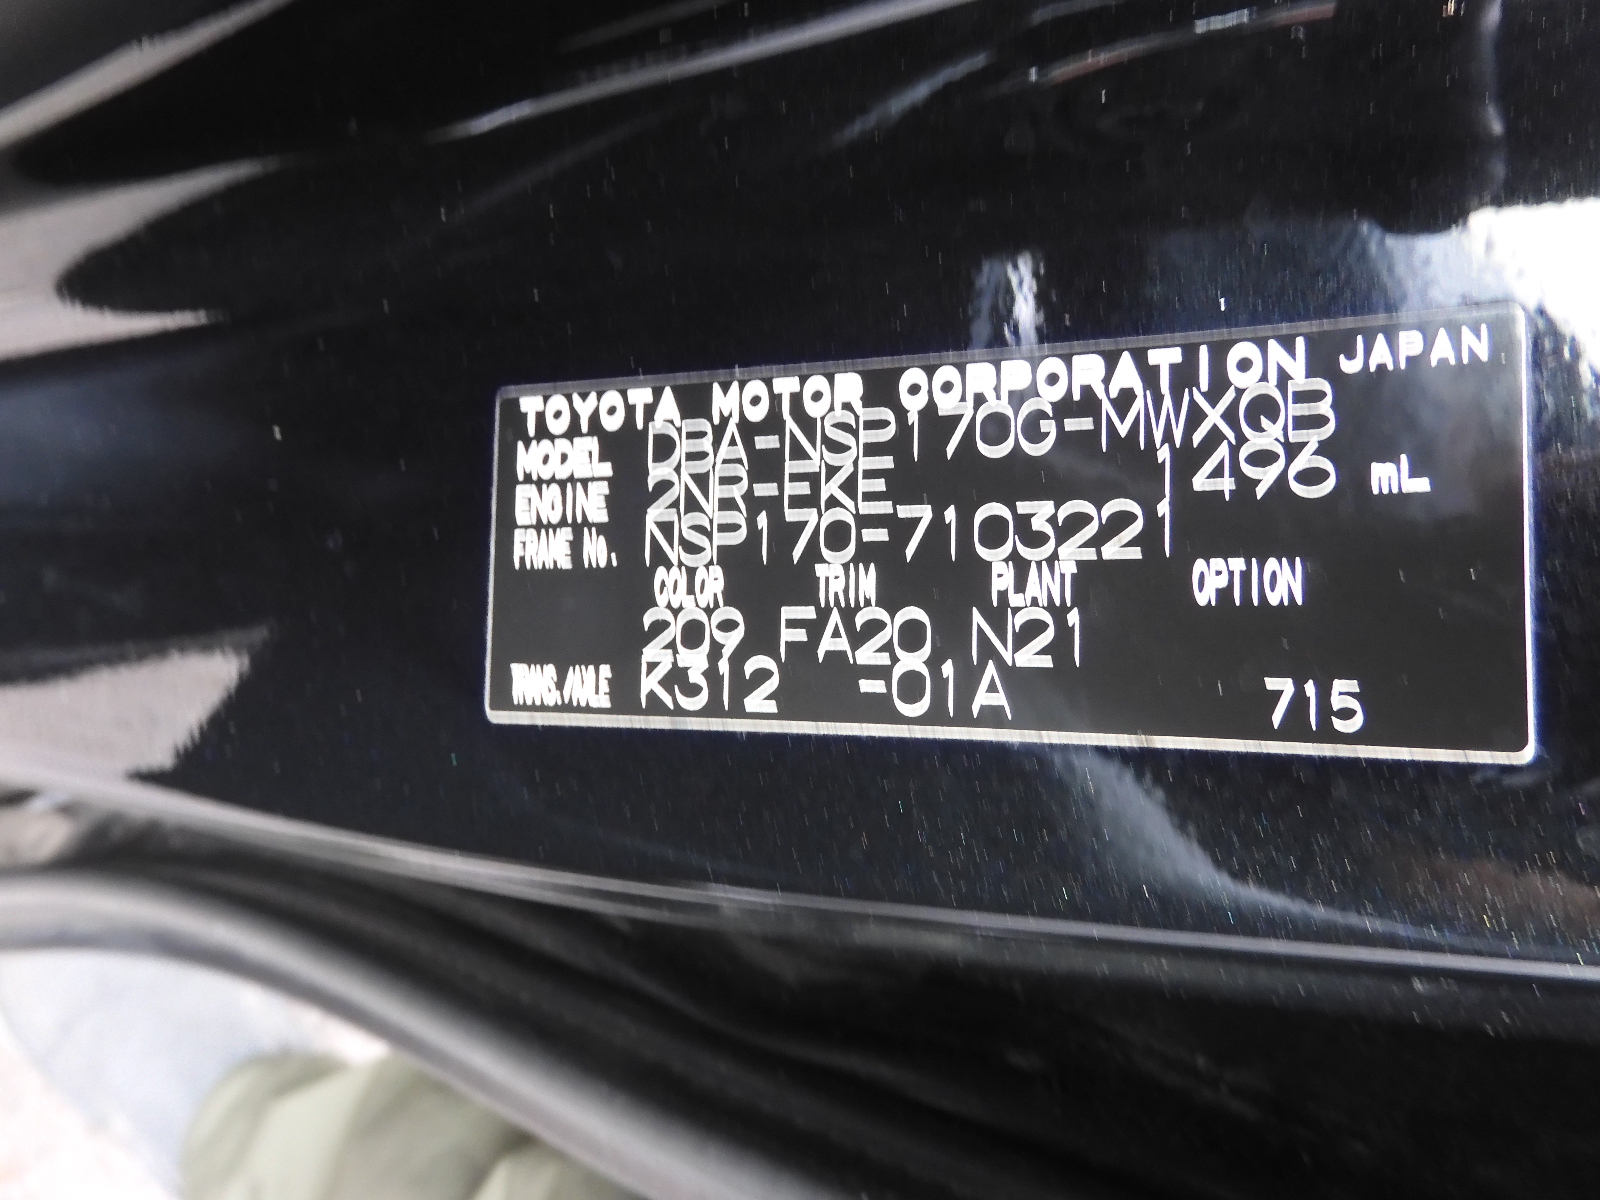 TOYOTA MOTOR CORPORATION JAPAN
MODEL DBA-NSP170G-MWXQB
ENGINE 2NR-FKE 1496 mL
FRAME No. NSP170-7103221
COLOR TRIM PLANT OPTION
209 FA20 N21
TRANS./AXLE K312 -01A 715